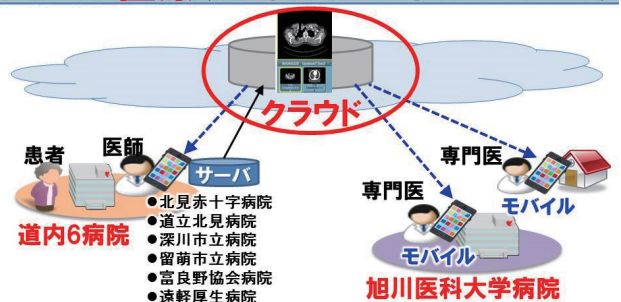 クラウド
患者
医師
サーバ
道内6病院
●北見赤十字病院
●道立北見病院
●深川市立病院
●留萌市立病院
●富良野協会病院
●遠軽厚生病院
専門医
モバイル
専門医
モバイル
旭川医科大学病院